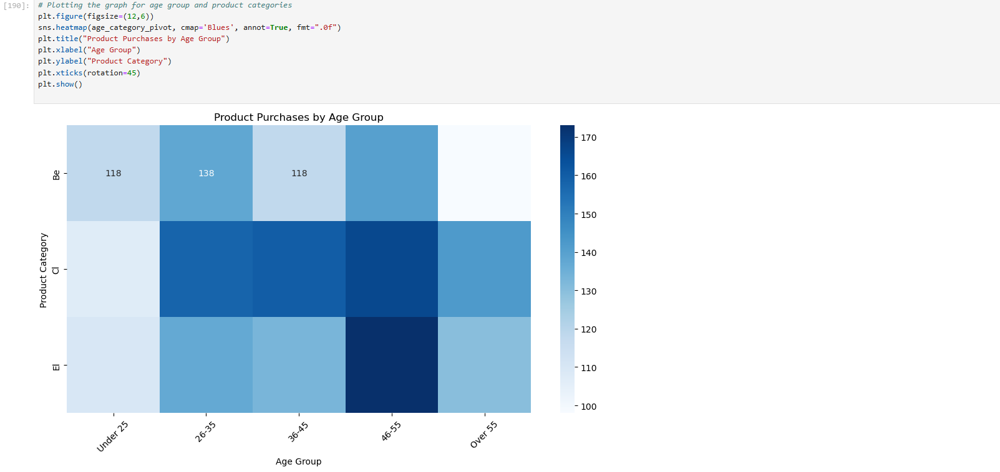 [190]: # Plotting the graph for age group and product categories
plt.figure(figsize=(12,6))
sns.heatmap(age_category_pivot, cmap='Blues', annot=True, fmt=".0f")
plt.title("Product Purchases by Age Group")
plt.xlabel("Age Group")
plt.ylabel("Product Category")
plt.xticks(rotation=45)
plt.show()
Product Purchases by Age Group
Product Category
Be
Cl
El
118 138 118
Under 25 26-35 36-45 46-55 Over 55
Age Group
170
160
150
140
130
120
110
100